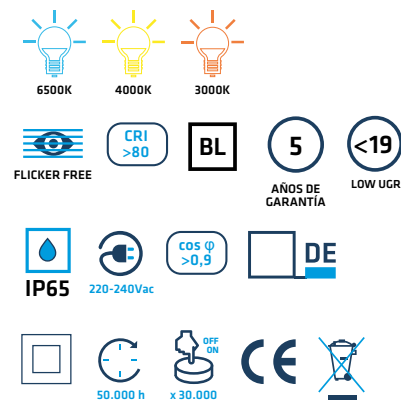 6500K 4000K 3000K
CRI
>80
BL
5
<19
FLICKER FREE
AÑOS DE
GARANTÍA
LOW UGR
cos φ
>0,9
DE
IP65
220-240Vac
OFF
ON
CE
50.000 h
x 30.000